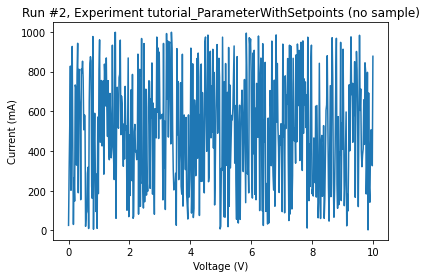 Run #2, Experiment tutorial_ParameterWithSetpoints (no sample)
1000
800
600
400
200
0
Current (mA)
0 2 4 6 8 10
Voltage (V)